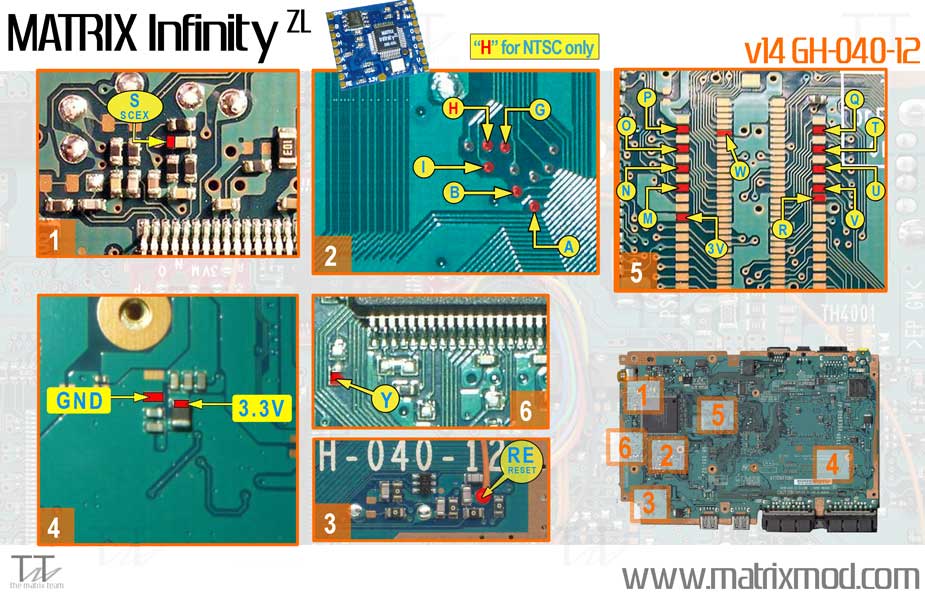 MATRIX Infinity ZL
"H" for NTSC only
v14 GH-040-12
S
SCEX
1
H
G
I
B
A
2
P
Q
O
T
N
W
U
M
3V
R
V
5
GND
3.3V
4
Y
6
H-040-12
RE
RESET
3
TH4001
1
5
6
2
4
3
the matrix team
www.matrixmod.com